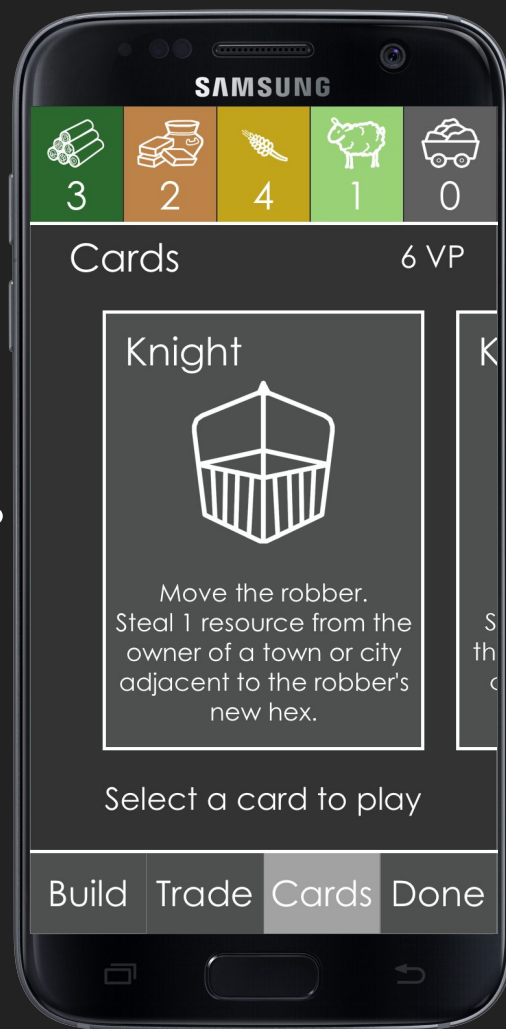 SAMSUNG
3 2 4 1 0
Cards 6 VP
Knight K
Move the robber.
Steal 1 resource from the S
owner of a town or city th
adjacent to the robber's
new hex.
Select a card to play
Build Trade Cards Done